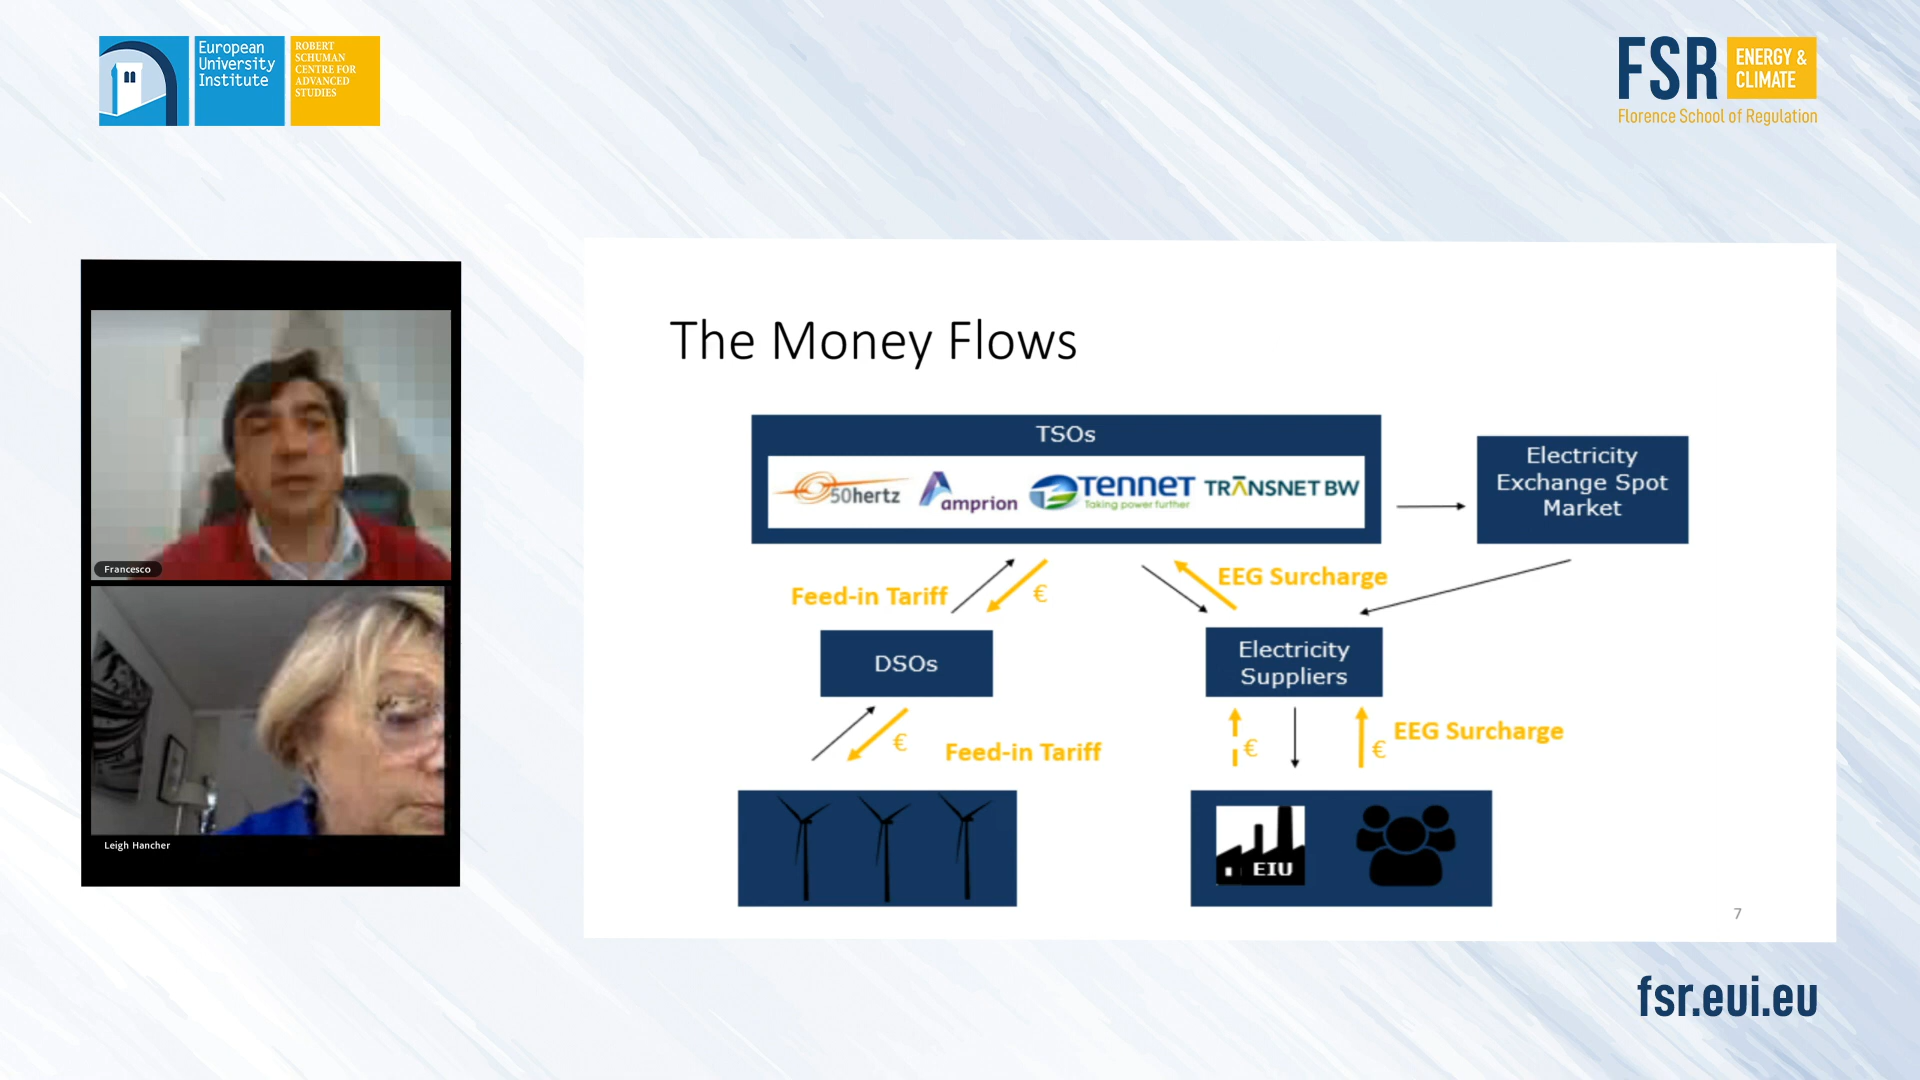 European
University
Institute
ROBERT
SCHUMAN
CENTRE FOR
ADVANCED
STUDIES
FSR
ENERGY &
CLIMATE
Florence School of Regulation
Francesco
Leigh Hancher
The Money Flows
TSOs
50hertz
amprion
TenneT
Taking power further
TRANSNET BW
Electricity
Exchange Spot
Market
Feed-in Tariff
€
EEG Surcharge
DSOs
Electricity
Suppliers
€
Feed-in Tariff
€
€
EEG Surcharge
EIU
7
fsr.eui.eu